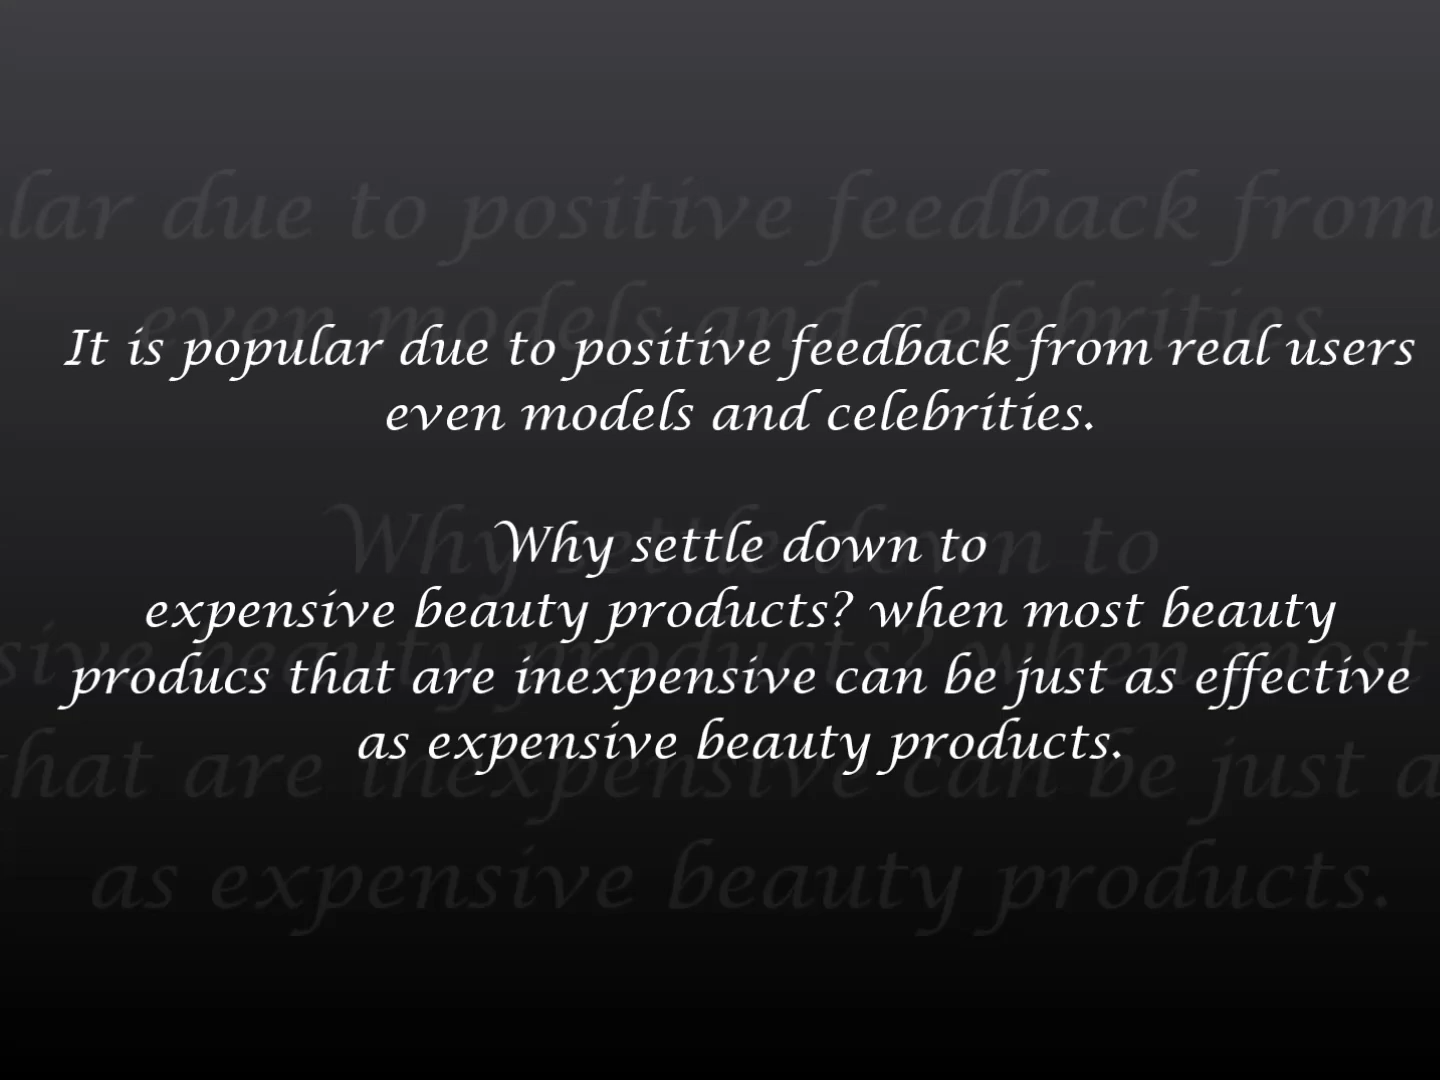 It is popular due to positive feedback from real users
even models and celebrities.
Why settle down to
expensive beauty products? when most beauty
producs that are inexpensive can be just as effective
as expensive beauty products.